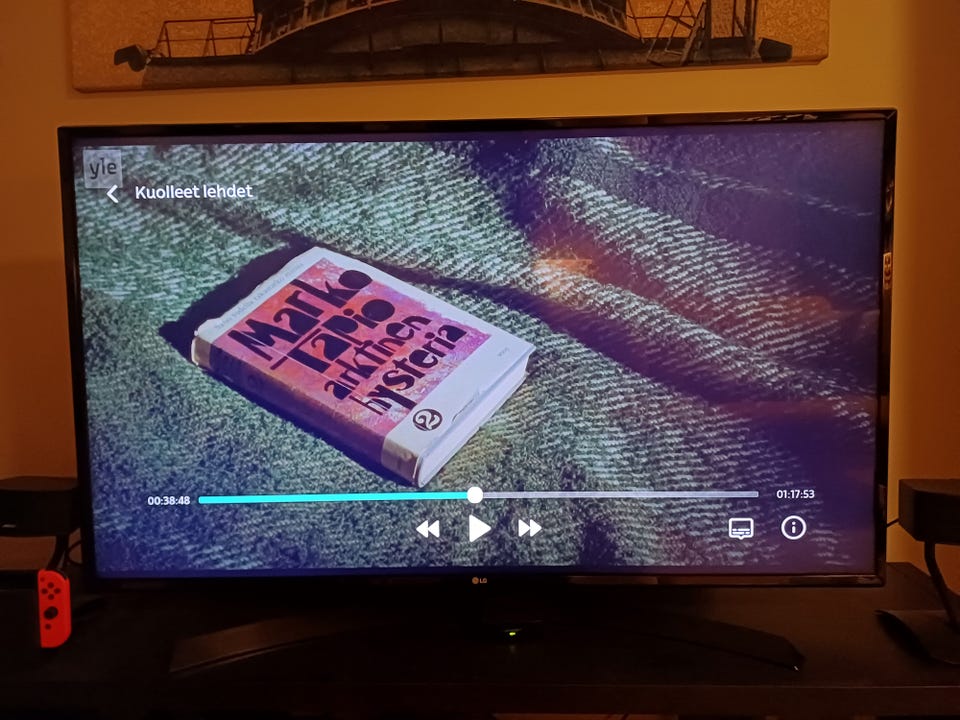 yle
Kuolleet lehdet
Marko
Tapio
arktinen
hysteria
2
00:38:48
01:17:53
LG